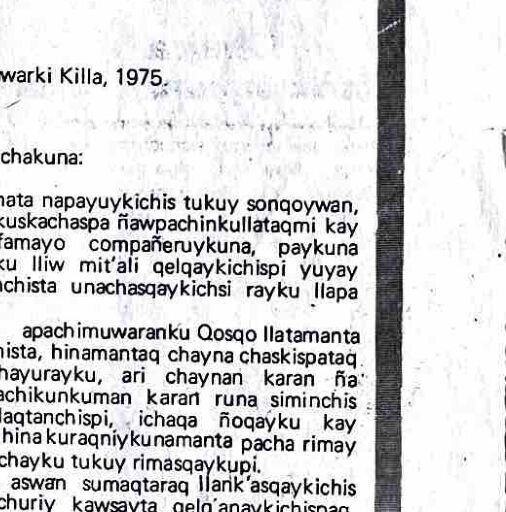 warki Killa, 1975.
chakuna:
nata napayuykichis tukuy sonqoywan,
kuskachaspa ñawpachinkullataqmi kay
famayo compañeruykuna, paykuna
ku lliw mit'ali qelqaykichispi yuyay
nchista unachasqaykichsi rayku llapa
apachimuwaranku Qosqo llatamanta
nista, hinamantaq chayna chaskispataq
hayurayku, ari chaynan karan ña
achikunkuman karan runa siminchis
laqtanchispi, ichaqa ñoqayku kay
hina kuraqniykunamanta pacha rimay
chayku tukuy rimasqaykupi.
aswan sumaqtaraq llank'asqaykichis
churiy kawsayta qelq'anaykichispaq,